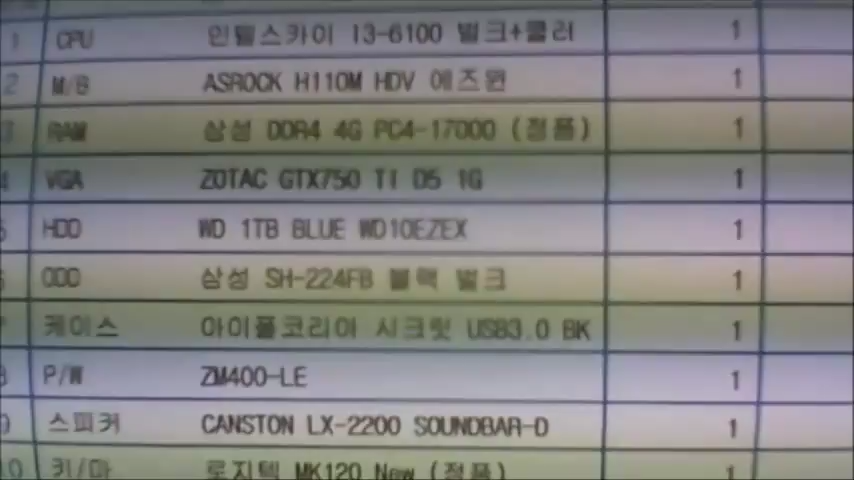 1 CPU 인텔스카이 I3-6100 벌크+쿨러 1
2 M/B ASROCK H110M HDV 에즈윈 1
3 RAM 삼성 DDR4 4G PC4-17000 (정품) 1
4 VGA ZOTAC GTX750 TI D5 1G 1
5 HDD WD 1TB BLUE WD10EZEX 1
6 ODD 삼성 SH-224FB 블랙 벌크 1
7 케이스 아이폴코리아 시크릿 USB3.0 BK 1
8 P/W ZM400-LE 1
9 스피커 CANSTON LX-2200 SOUNDBAR-D 1
10 키/마 로지텍 MK120 New (정품) 1